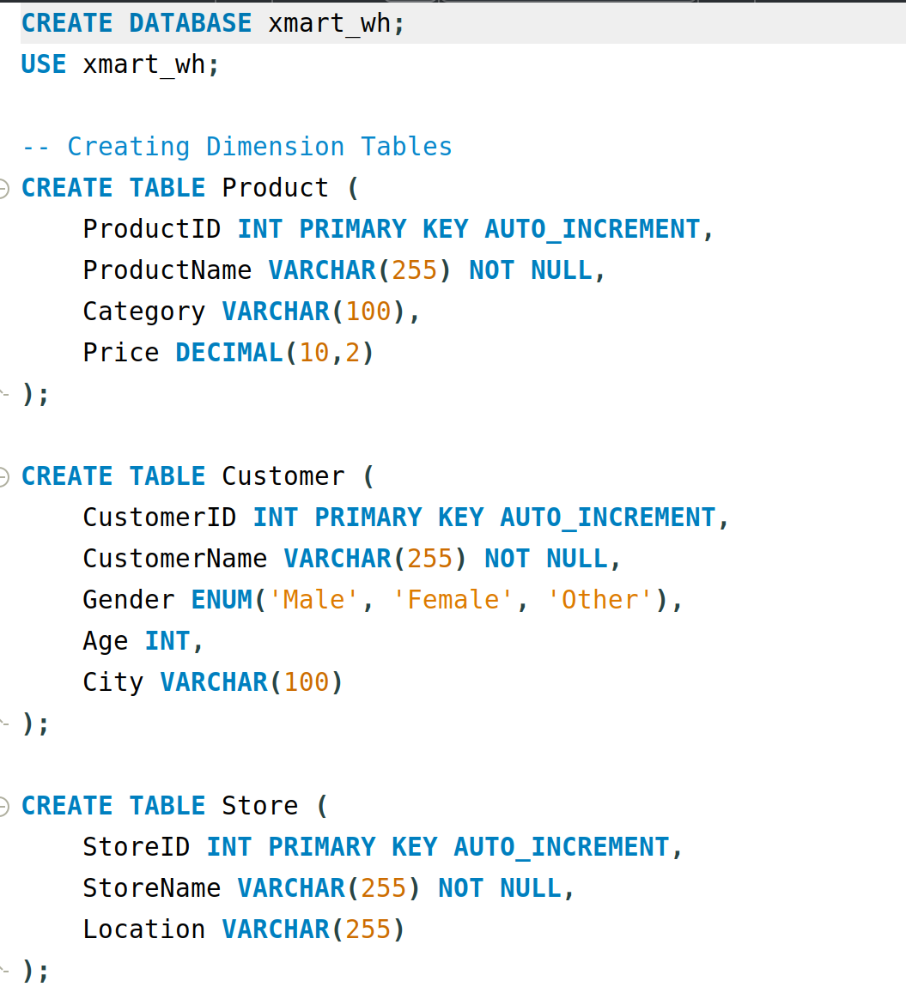 CREATE DATABASE xmart_wh;
USE xmart_wh;

-- Creating Dimension Tables
CREATE TABLE Product (
    ProductID INT PRIMARY KEY AUTO_INCREMENT,
    ProductName VARCHAR(255) NOT NULL,
    Category VARCHAR(100),
    Price DECIMAL(10,2)
);

CREATE TABLE Customer (
    CustomerID INT PRIMARY KEY AUTO_INCREMENT,
    CustomerName VARCHAR(255) NOT NULL,
    Gender ENUM('Male', 'Female', 'Other'),
    Age INT,
    City VARCHAR(100)
);

CREATE TABLE Store (
    StoreID INT PRIMARY KEY AUTO_INCREMENT,
    StoreName VARCHAR(255) NOT NULL,
    Location VARCHAR(255)
);